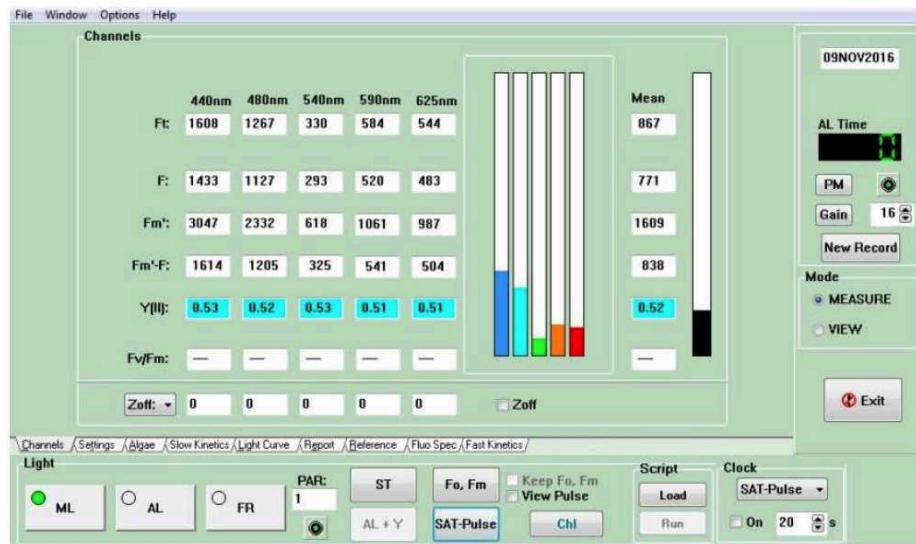 File Window Options Help
Channels
440nm 480nm 540nm 590nm 625nm Mean
Ft: 1608 1267 330 584 544 867
F: 1433 1127 293 520 483 771
Fm': 3047 2332 618 1061 987 1609
Fm'-F: 1614 1205 325 541 504 838
Y(II): 0.53 0.52 0.53 0.51 0.51 0.52
Fv/Fm: — — — — — —
Zoff: 0 0 0 0 0 Zoff
09NOV2016
AL Time
0
PM
Gain 16
New Record
Mode
MEASURE
VIEW
Exit
Channels Settings Algae Slow Kinetics Light Curve Report Reference Fluo Spec Fast Kinetics
Light
ML AL FR
PAR:
1
ST
AL + Y
Fo, Fm
SAT-Pulse
Keep Fo, Fm
View Pulse
Chl
Script
Load
Run
Clock
SAT-Pulse
On 20 s